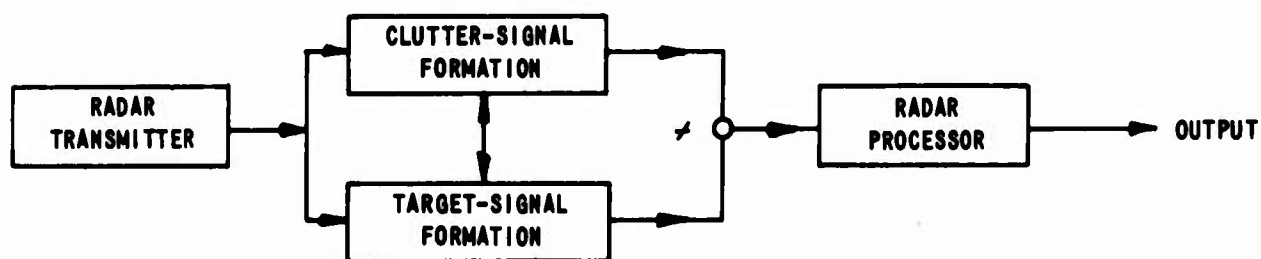 CLUTTER-SIGNAL
FORMATION
RADAR
TRANSMITTER
≠
RADAR
PROCESSOR
OUTPUT
TARGET-SIGNAL
FORMATION